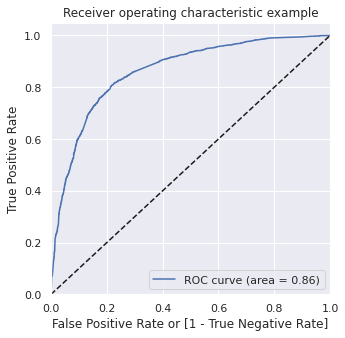 Receiver operating characteristic example
True Positive Rate
1.0
0.8
0.6
0.4
0.2
0.0
ROC curve (area = 0.86)
0.0 0.2 0.4 0.6 0.8 1.0
False Positive Rate or [1 - True Negative Rate]